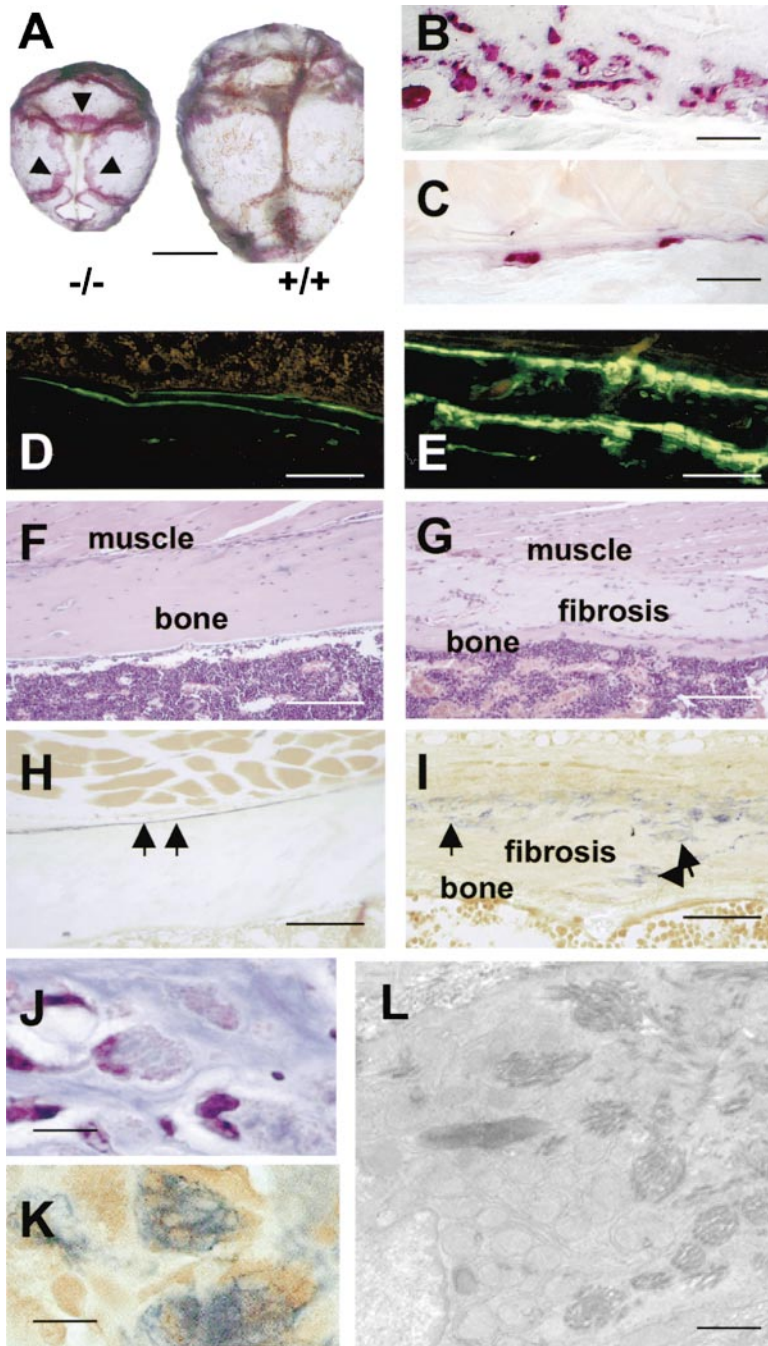 A
B
-/-
+/+
C
D
E
F
muscle
bone
G
muscle
fibrosis
bone
H
I
fibrosis
bone
J
K
L